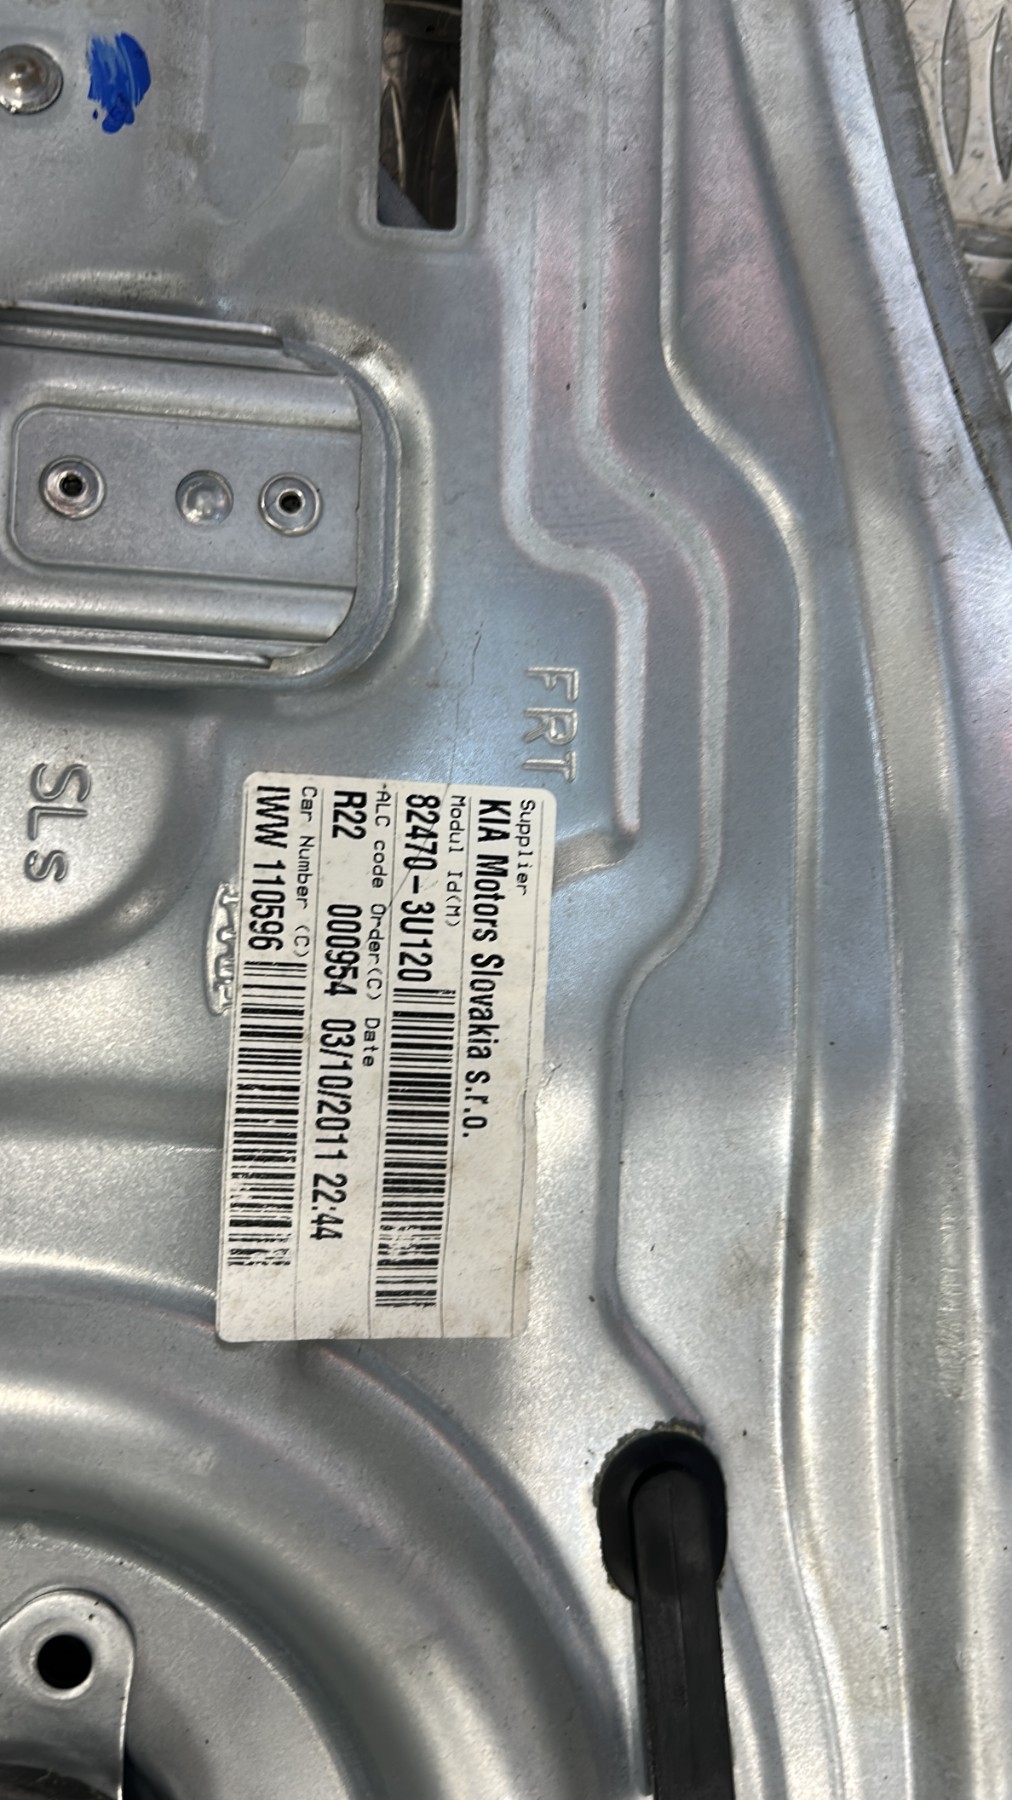 FRT
SLs
Supplier
KIA Motors Slovakia s.r.o.
Modul Id(M)
82470-3U120
ALC code Order(C) Date
R22 000954 03/10/2011 22:44
Car Number (C)
IWW 110596